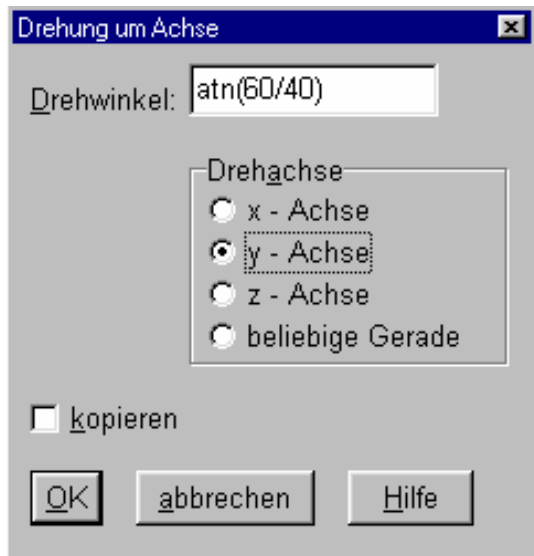 Drehung um Achse
Drehwinkel: atn(60/40)
Drehachse
x - Achse
y - Achse
z - Achse
beliebige Gerade
kopieren
OK abbrechen Hilfe